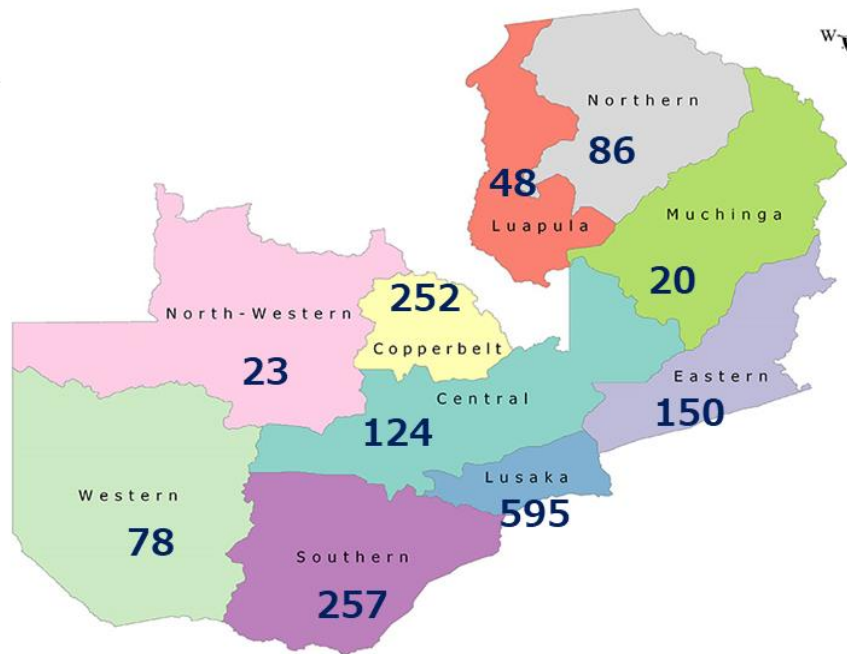 W
Northern
86
48
Luapula
Muchinga
20
North-Western
23
252
Copperbelt
Eastern
150
Central
124
Lusaka
595
Western
78
Southern
257